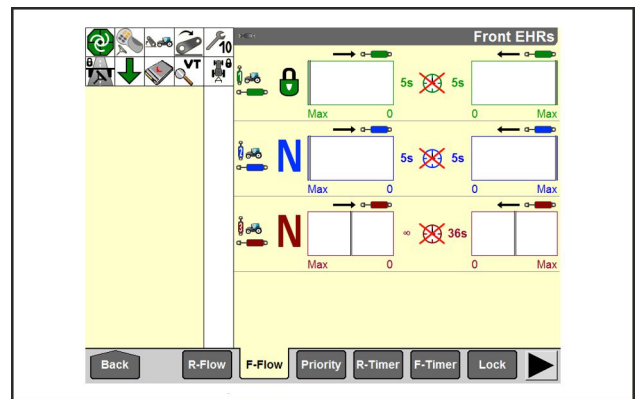 Front EHRs
10
VT
5s 5s
Max 0 0 Max
N
5s 5s
Max 0 0 Max
N
∞ 36s
Max 0 0 Max
Back R-Flow F-Flow Priority R-Timer F-Timer Lock